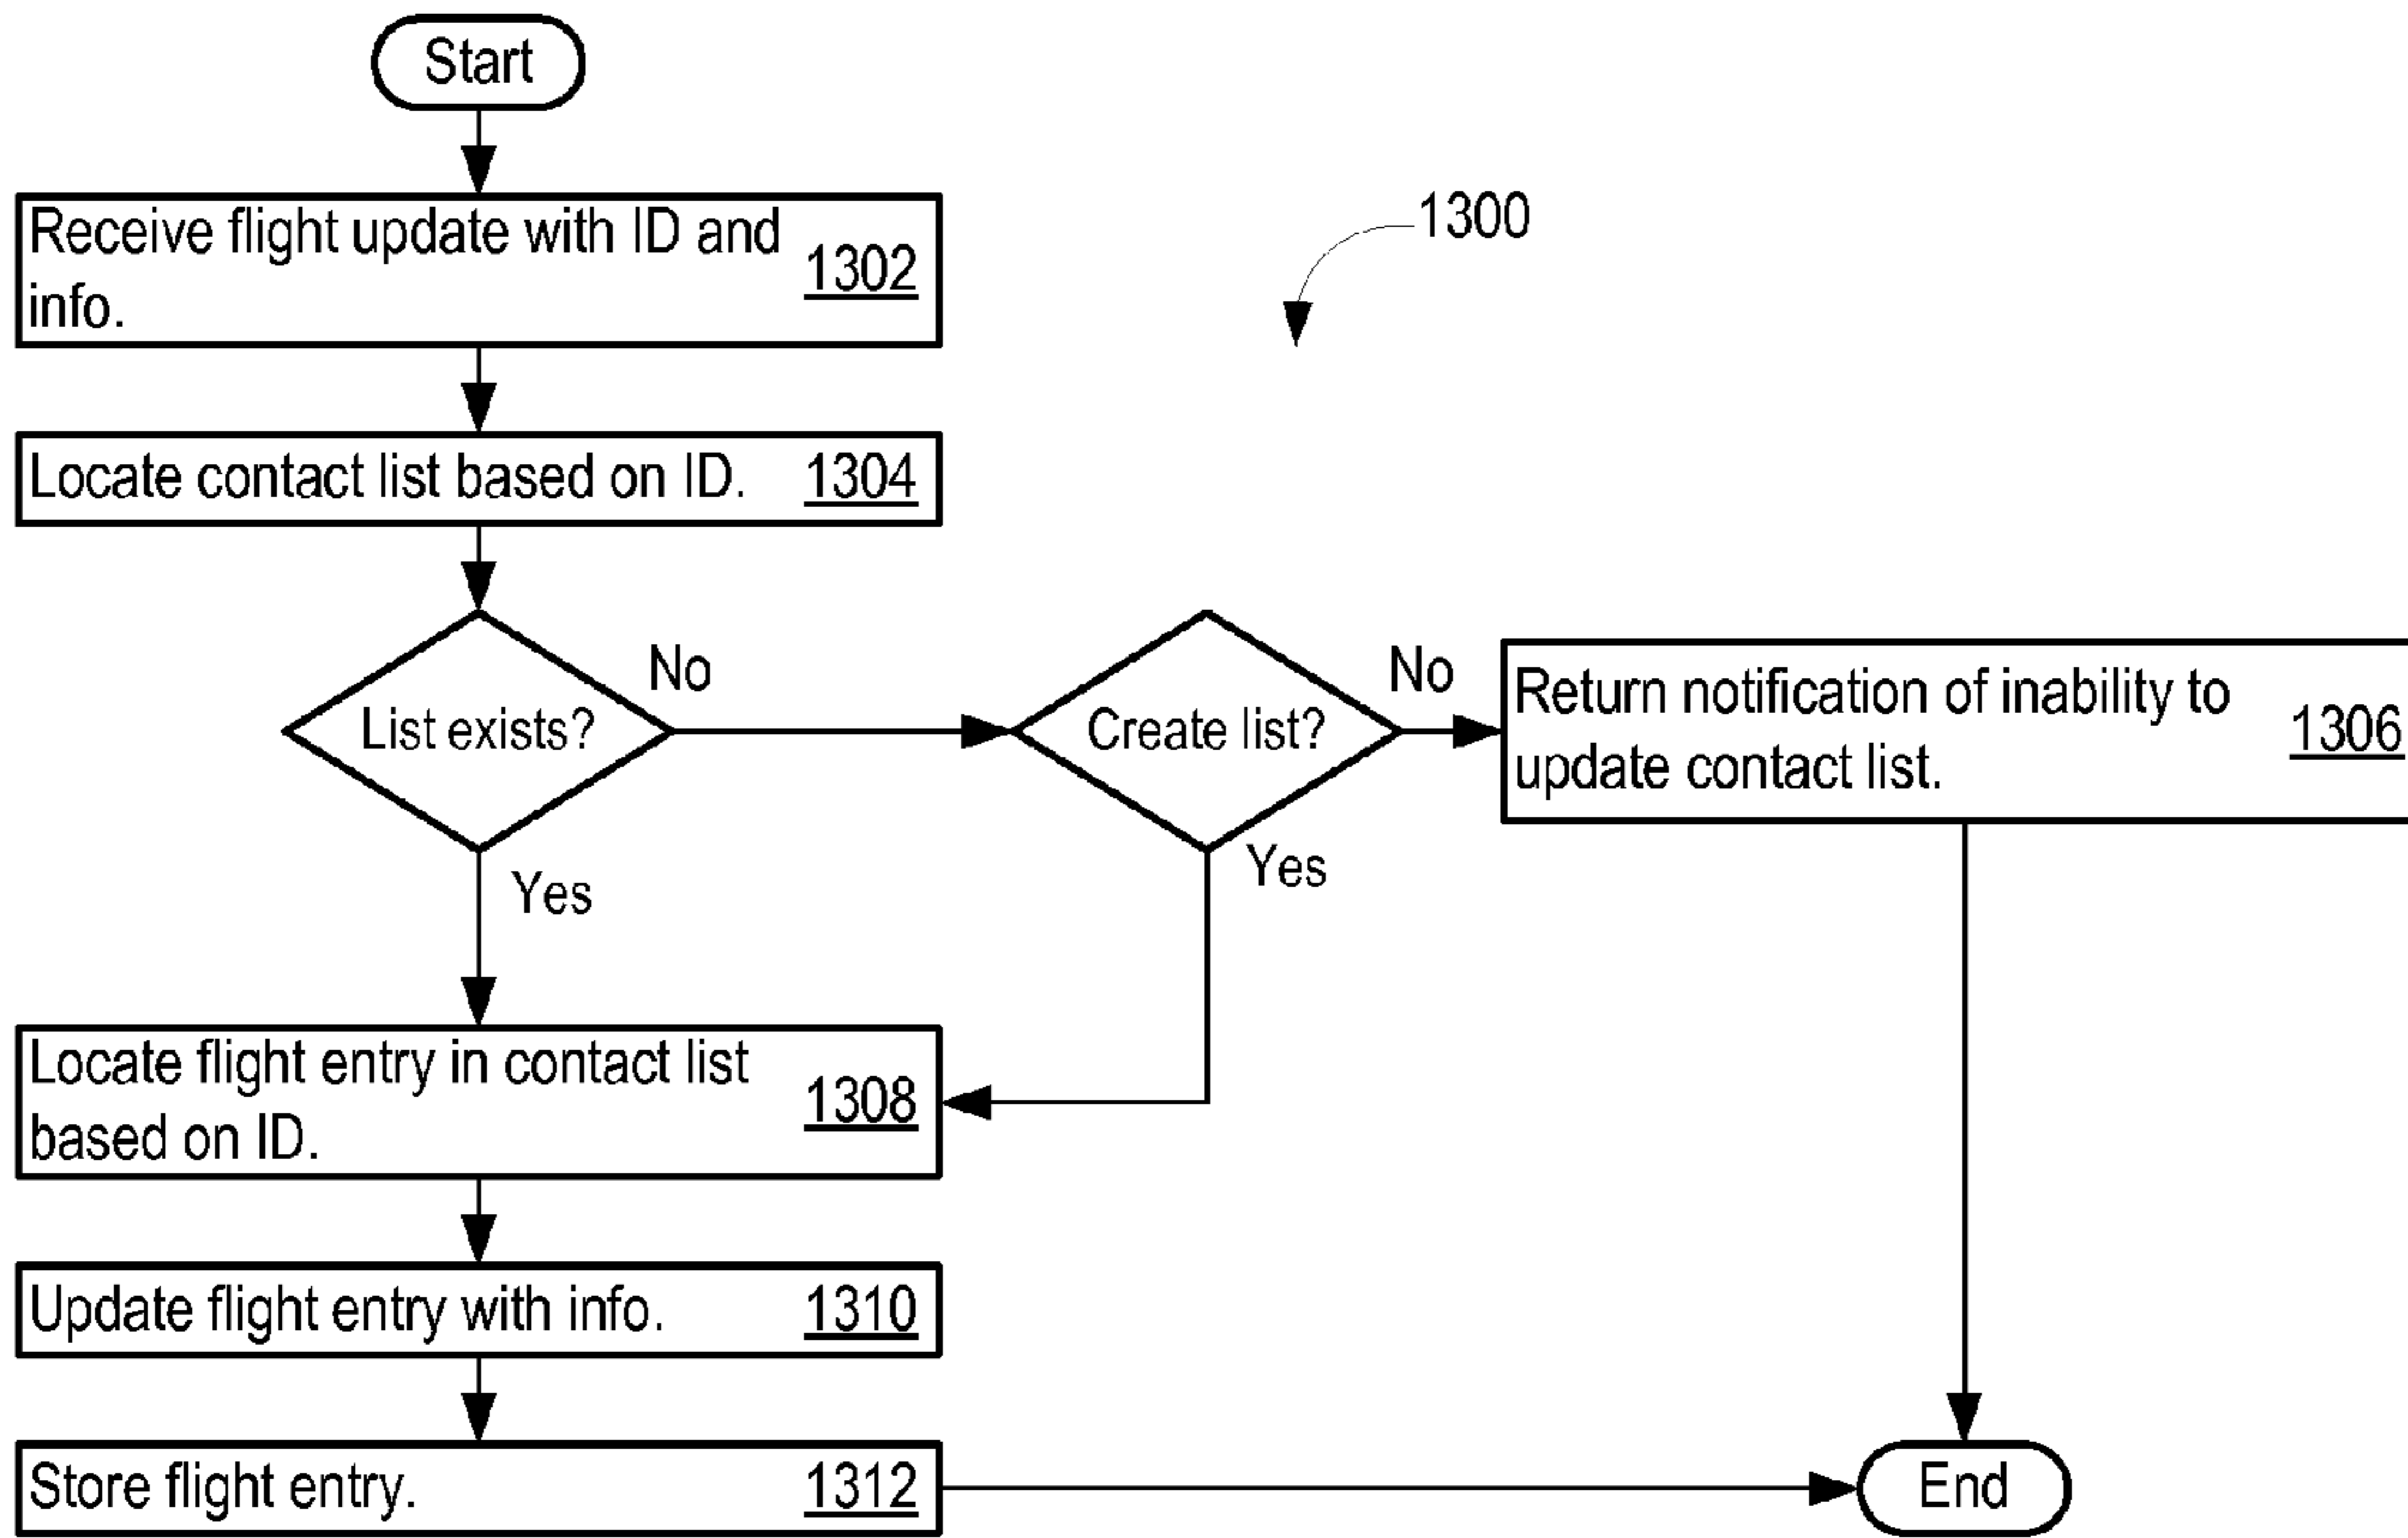 Start
Receive flight update with ID and
info.
1302
1300
Locate contact list based on ID.
1304
List exists?
No
Create list?
No
Return notification of inability to
update contact list.
1306
Yes
Yes
Locate flight entry in contact list
based on ID.
1308
Update flight entry with info.
1310
Store flight entry.
1312
End